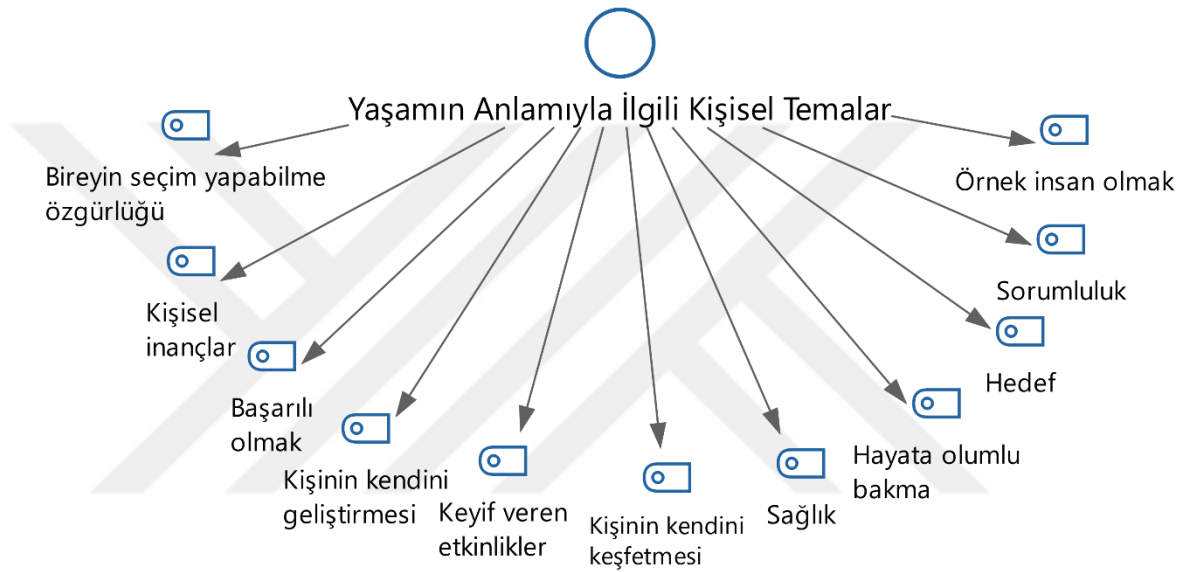 Yaşamın Anlamıyla İlgili Kişisel Temalar
Bireyin seçim yapabilme
özgürlüğü
Kişisel
inançlar
Başarılı
olmak
Kişinin kendini
geliştirmesi
Keyif veren
etkinlikler
Kişinin kendini
keşfetmesi
Sağlık
Hayata olumlu
bakma
Hedef
Sorumluluk
Örnek insan olmak